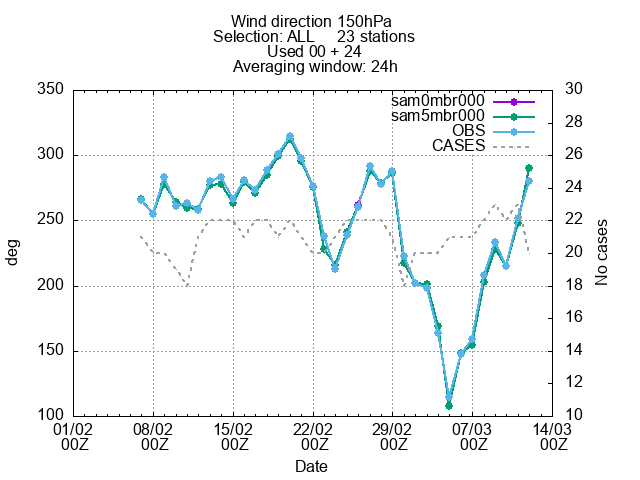 Wind direction 150hPa
Selection: ALL 23 stations
Used 00 + 24
Averaging window: 24h
sam0mbr000
sam5mbr000
OBS
CASES
350
300
250
200
150
100
deg
30
28
26
24
22
20
18
16
14
12
10
No cases
01/02 08/02 15/02 22/02 29/02 07/03 14/03
00Z 00Z 00Z 00Z 00Z 00Z 00Z
Date